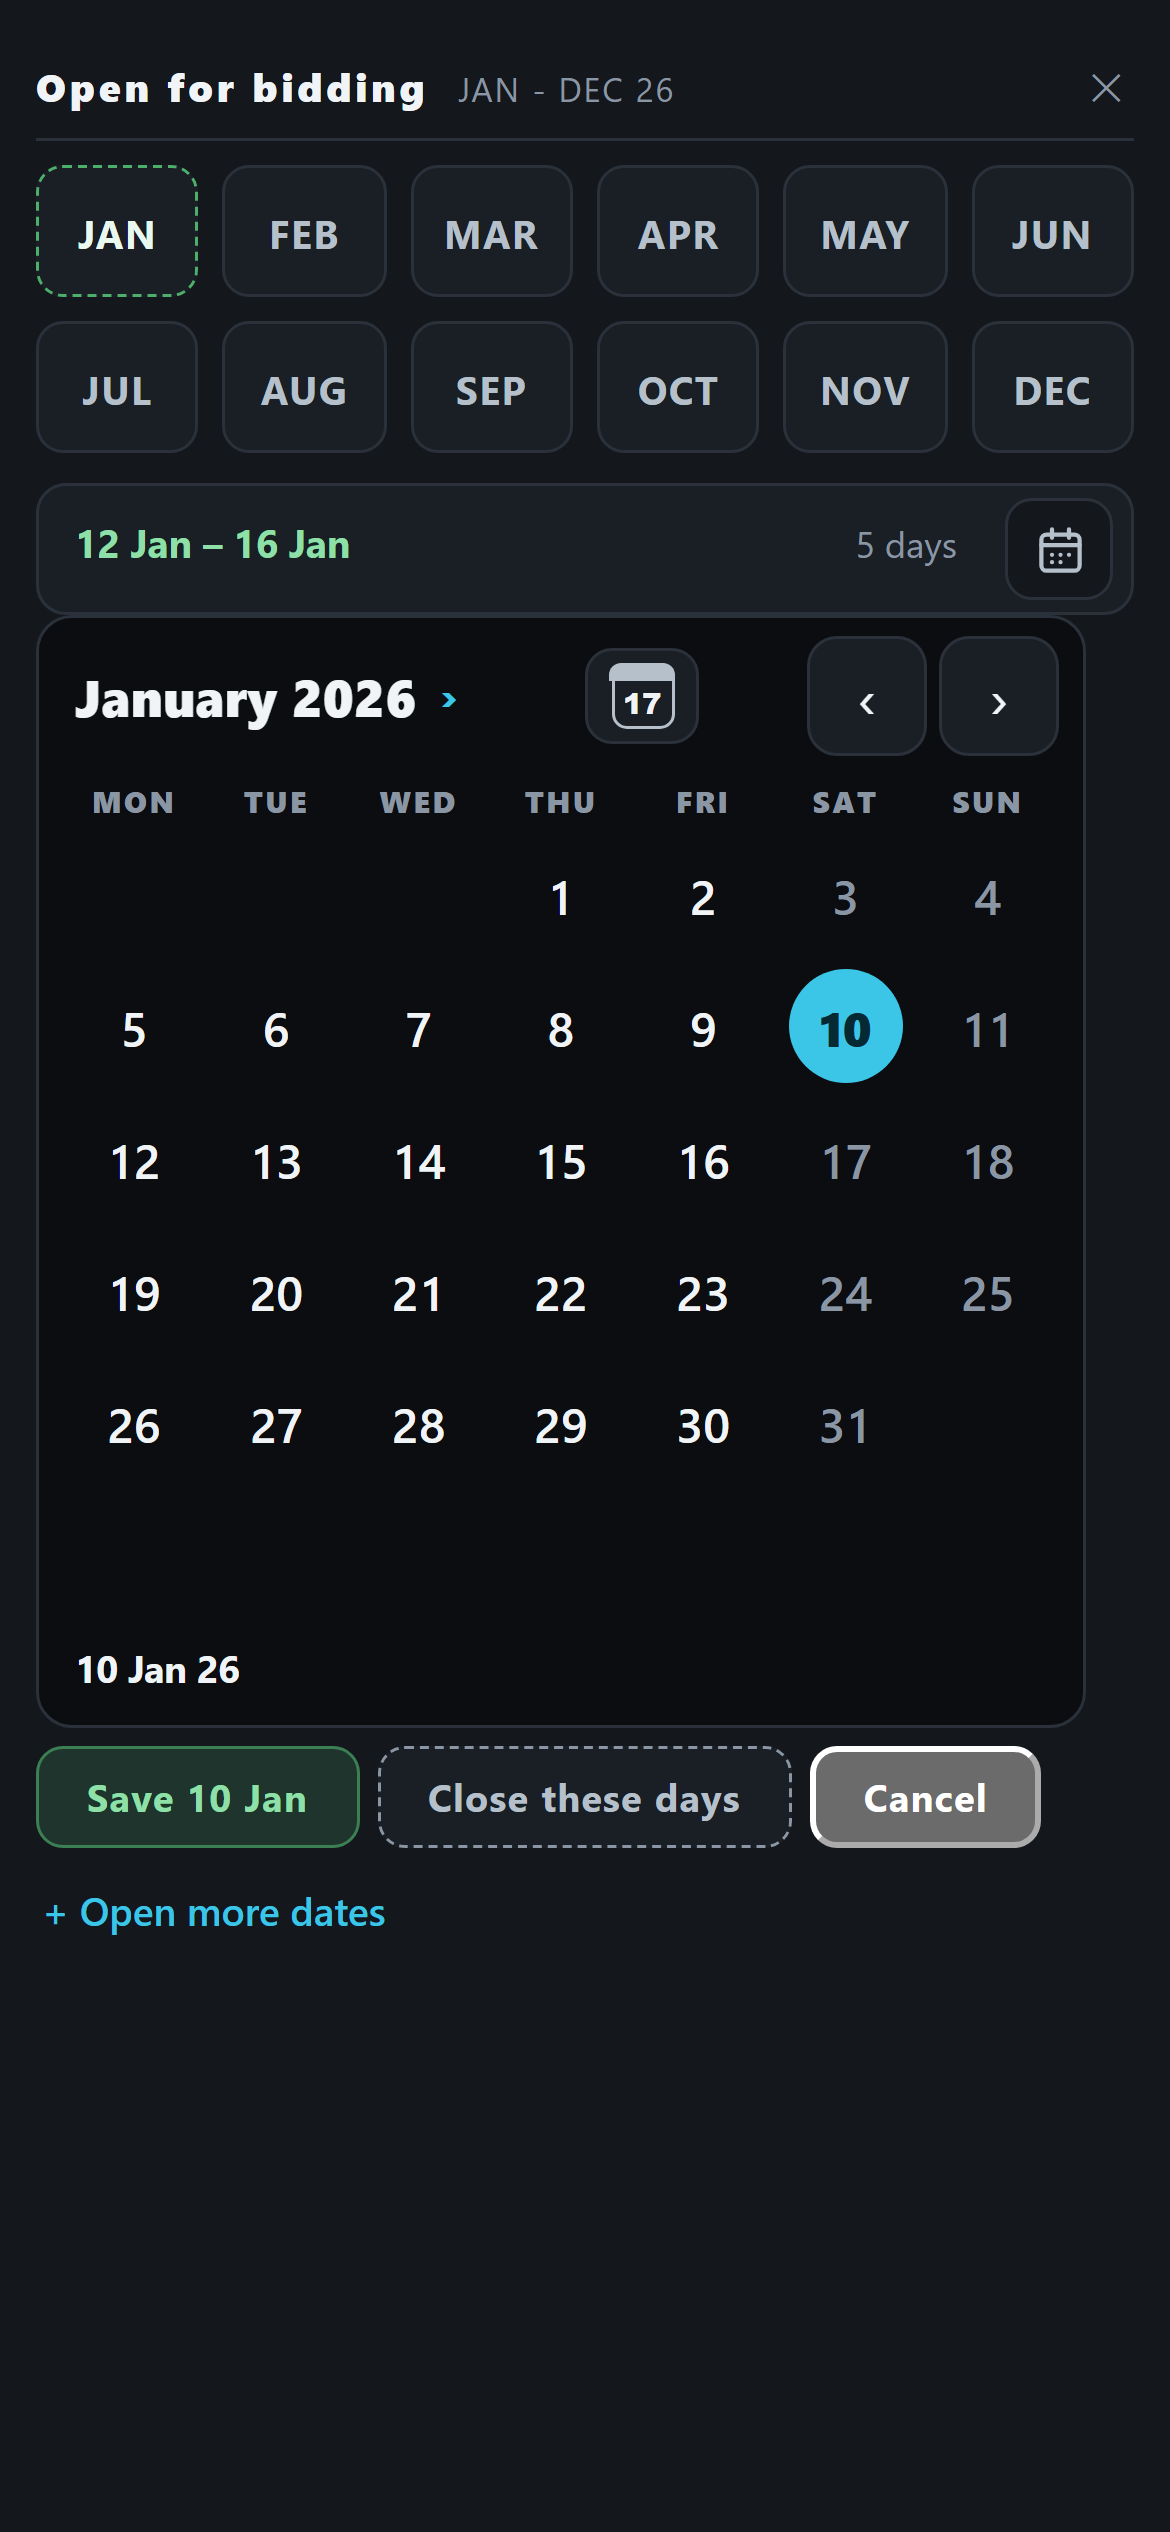 Open for bidding JAN - DEC 26
JAN FEB MAR APR MAY JUN
JUL AUG SEP OCT NOV DEC
12 Jan – 16 Jan 5 days
January 2026 › 17 ‹ ›
MON TUE WED THU FRI SAT SUN
1 2 3 4
5 6 7 8 9 10 11
12 13 14 15 16 17 18
19 20 21 22 23 24 25
26 27 28 29 30 31
10 Jan 26
Save 10 Jan Close these days Cancel
+ Open more dates